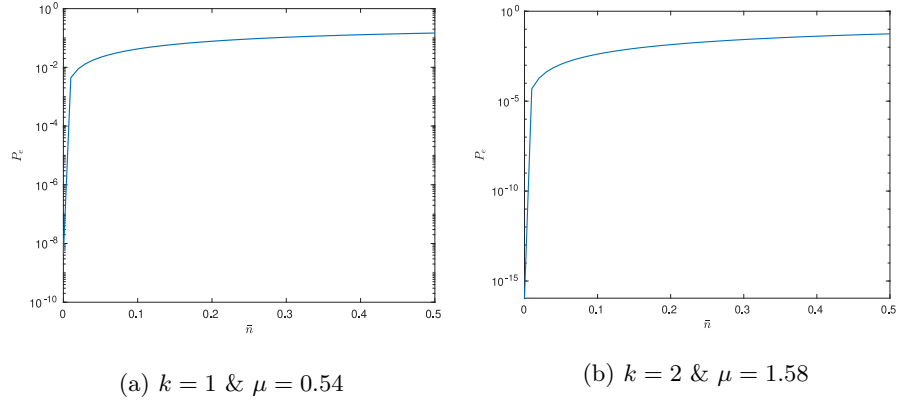 10^0
10^-2
10^-4
10^-6
10^-8
10^-10
P_e
0 0.1 0.2 0.3 0.4 0.5
n̄
(a) k = 1 & μ = 0.54
10^0
10^-5
10^-10
10^-15
P_e
0 0.1 0.2 0.3 0.4 0.5
n̄
(b) k = 2 & μ = 1.58